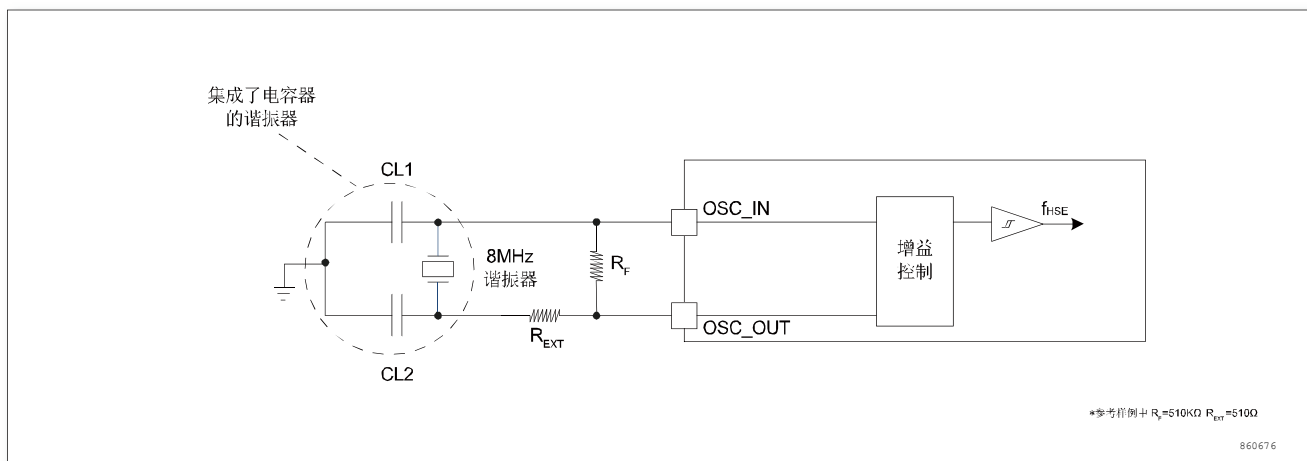 集成了电容器
的谐振器
CL1
OSC_IN
fHSE
8MHz
谐振器
RF
增益
控制
REXT
OSC_OUT
CL2
*参考样例中 RF=510KΩ REXT=510Ω
860676